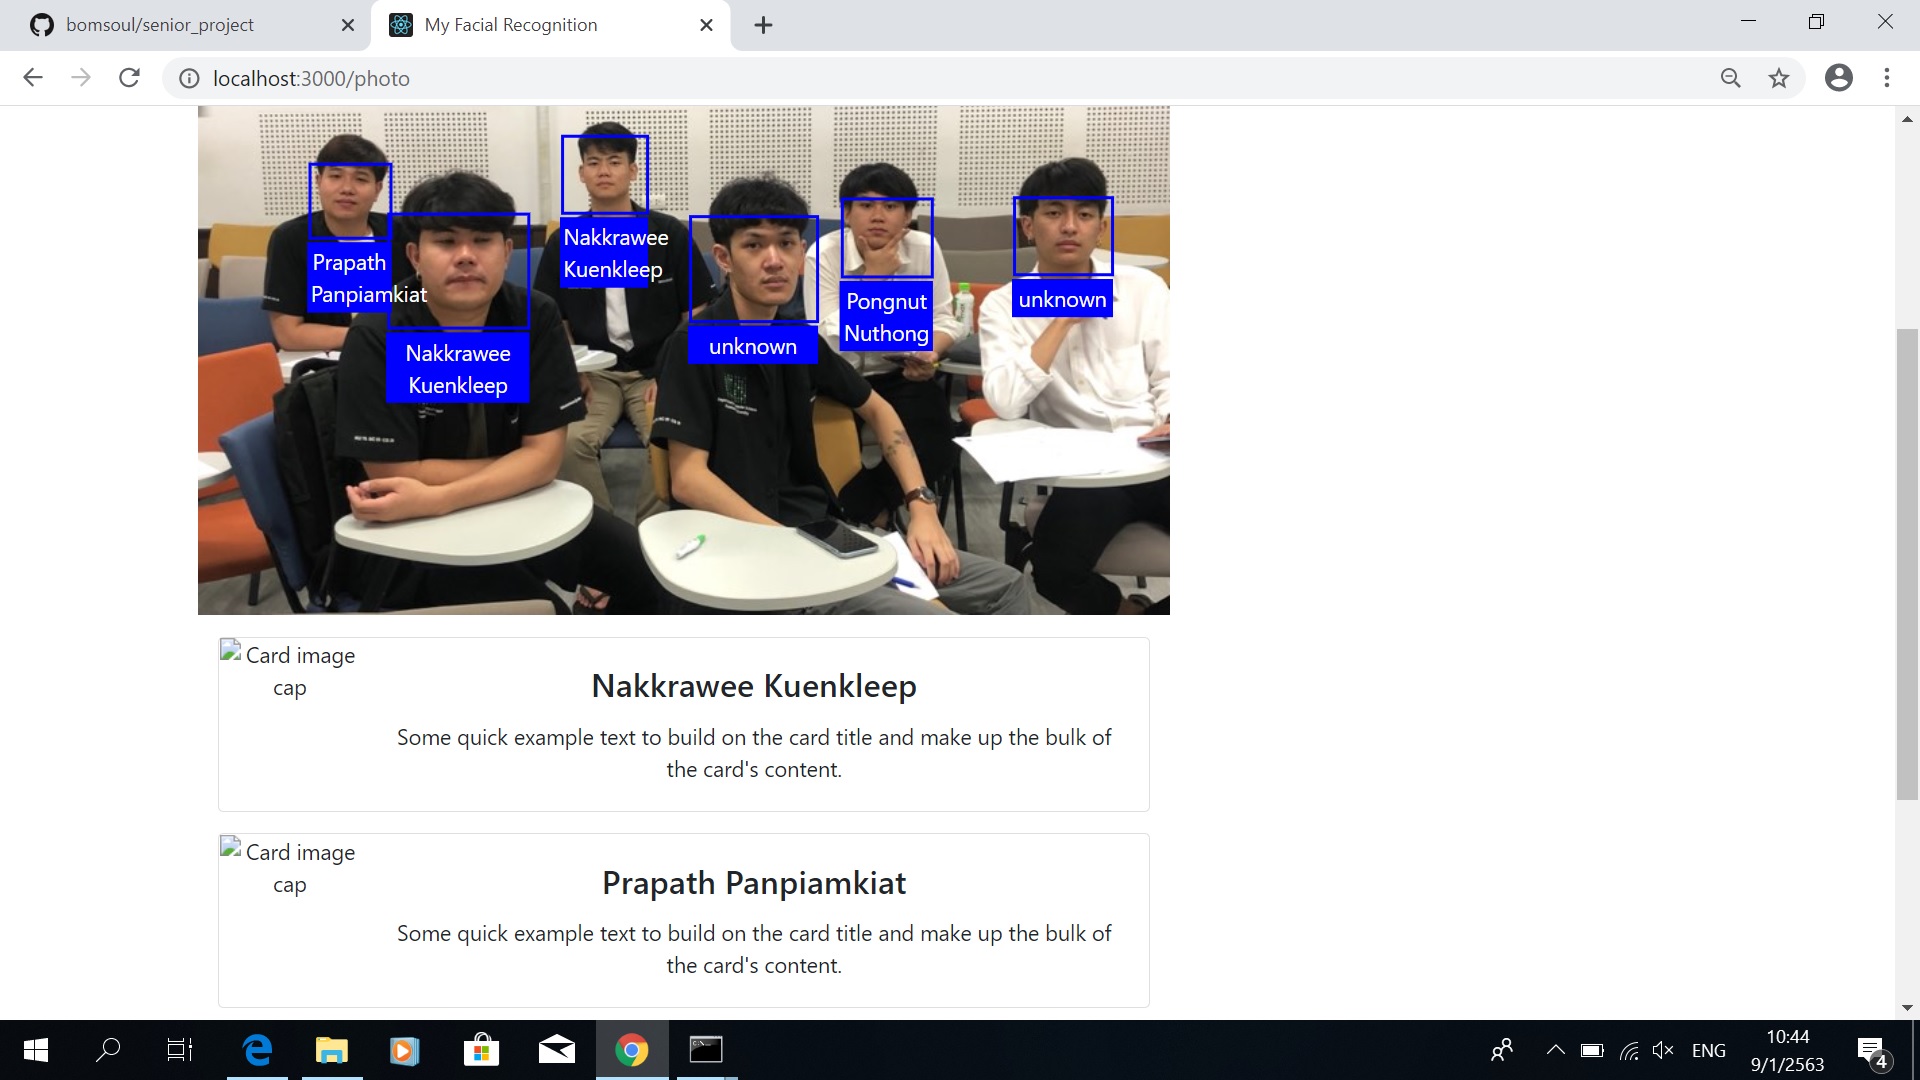 bomsoul/senior_project
My Facial Recognition
localhost:3000/photo
Prapath
Panpiamkiat
Nakkrawee
Kuenkleep
Nakkrawee
Kuenkleep
unknown
Pongnut
Nuthong
unknown
Card image
cap
Nakkrawee Kuenkleep
Some quick example text to build on the card title and make up the bulk of
the card's content.
Card image
cap
Prapath Panpiamkiat
Some quick example text to build on the card title and make up the bulk of
the card's content.
ENG
10:44
9/1/2563
4